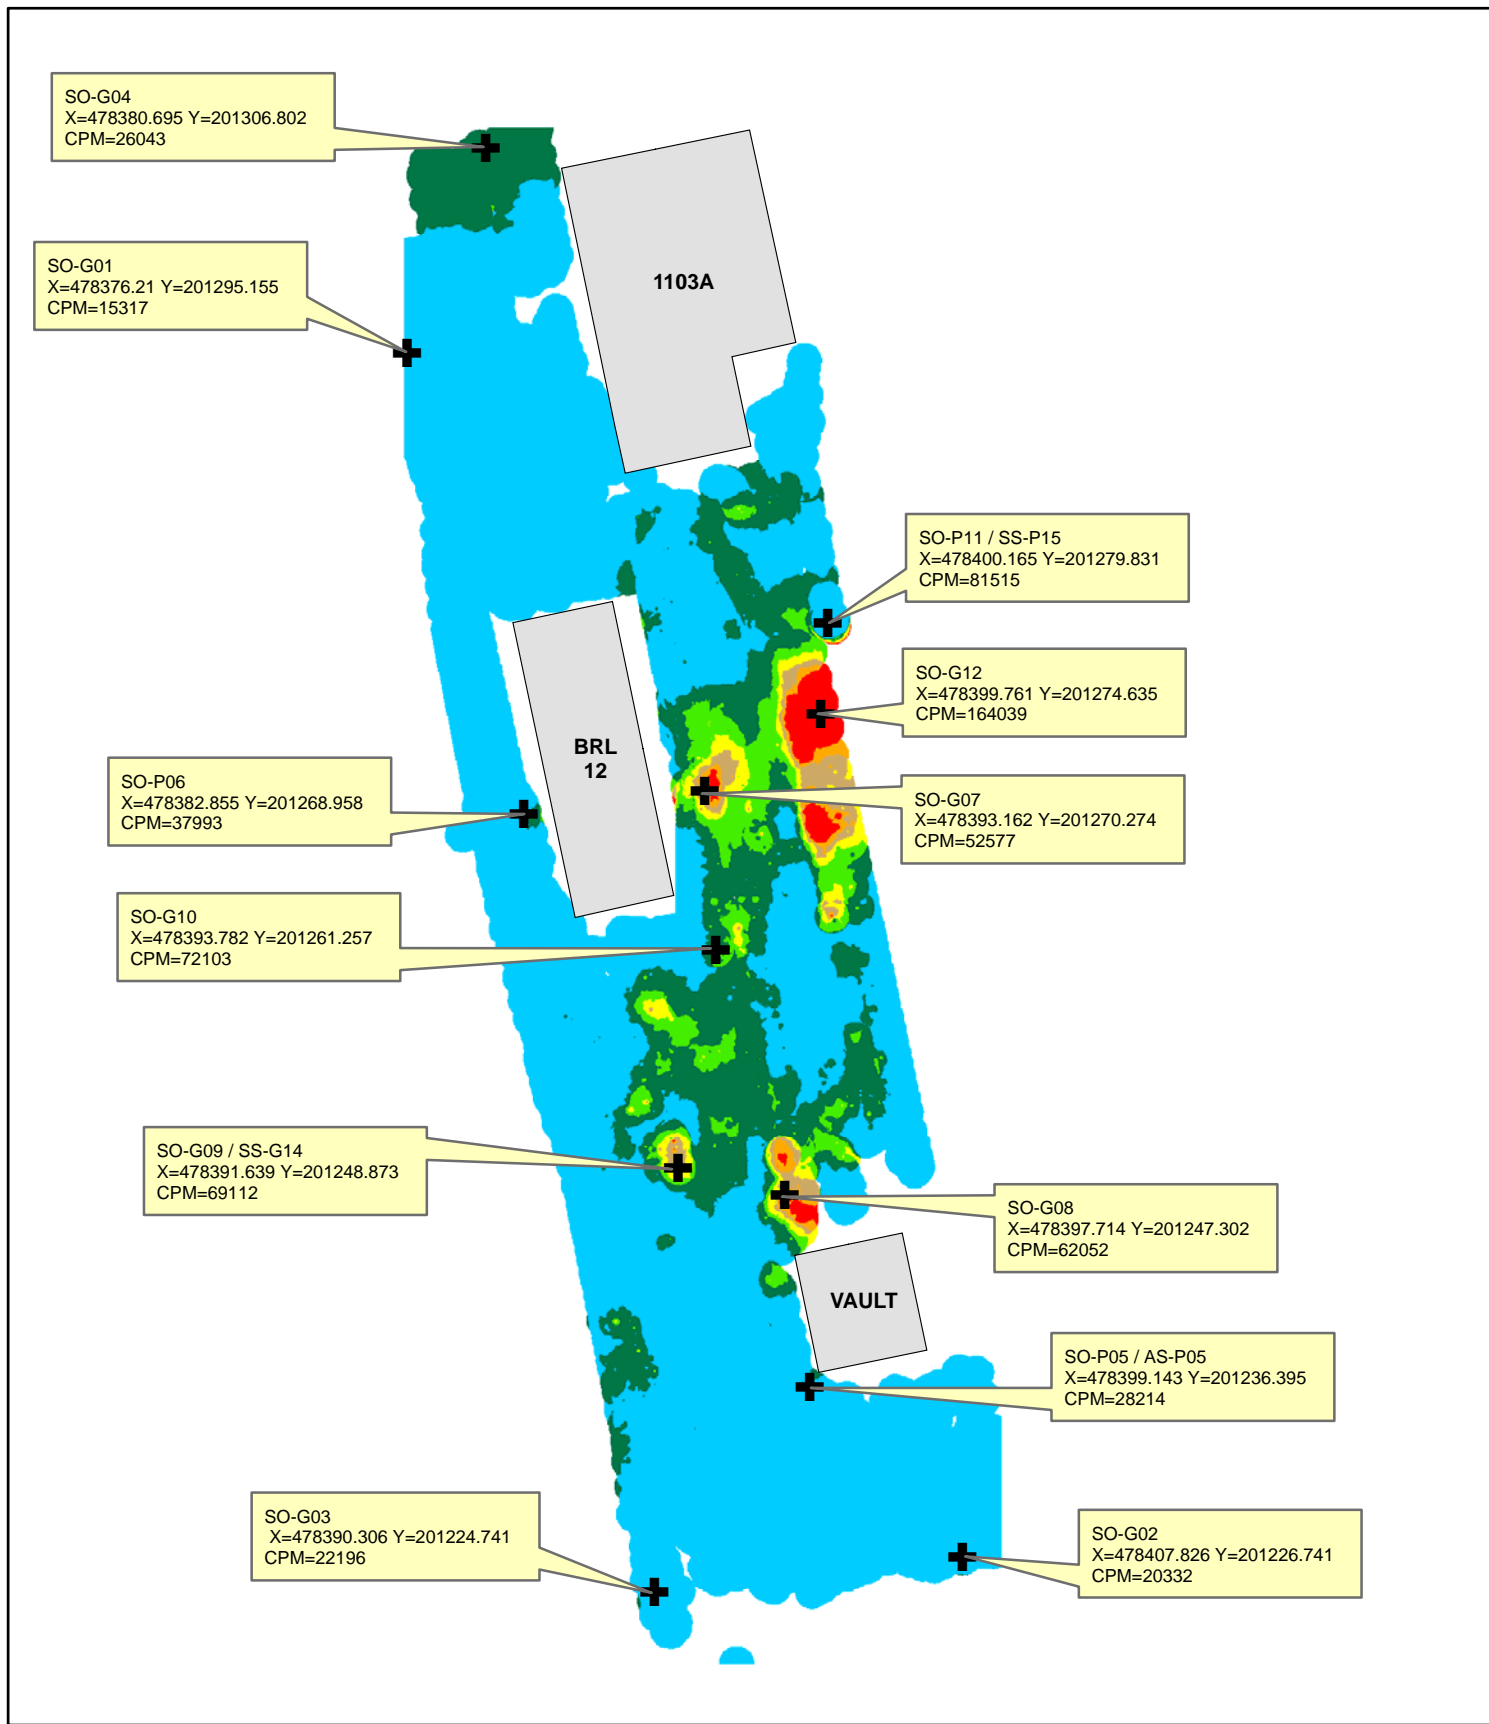 SO-G04
X=478380.695 Y=201306.802
CPM=26043
SO-G01
X=478376.21 Y=201295.155
CPM=15317
1103A
SO-P11 / SS-P15
X=478400.165 Y=201279.831
CPM=81515
SO-G12
X=478399.761 Y=201274.635
CPM=164039
BRL
12
SO-P06
X=478382.855 Y=201268.958
CPM=37993
SO-G07
X=478393.162 Y=201270.274
CPM=52577
SO-G10
X=478393.782 Y=201261.257
CPM=72103
SO-G09 / SS-G14
X=478391.639 Y=201248.873
CPM=69112
SO-G08
X=478397.714 Y=201247.302
CPM=62052
VAULT
SO-P05 / AS-P05
X=478399.143 Y=201236.395
CPM=28214
SO-G03
X=478390.306 Y=201224.741
CPM=22196
SO-G02
X=478407.826 Y=201226.741
CPM=20332